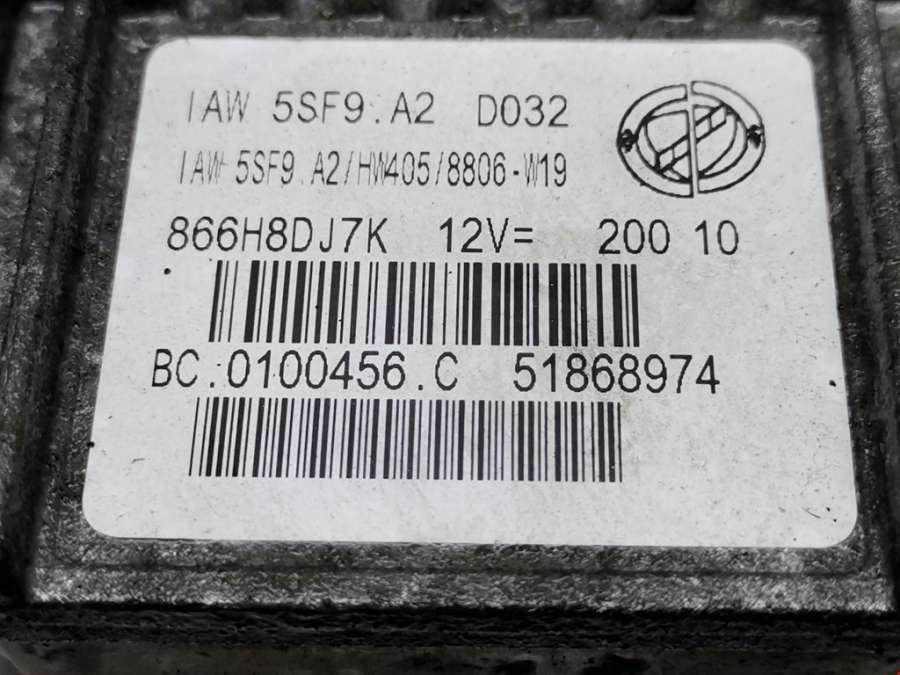 IAW 5SF9.A2 D032
IAW 5SF9.A2/HW405/8806-W19
866H8DJ7K 12V= 200 10
BC.0100456.C 51868974